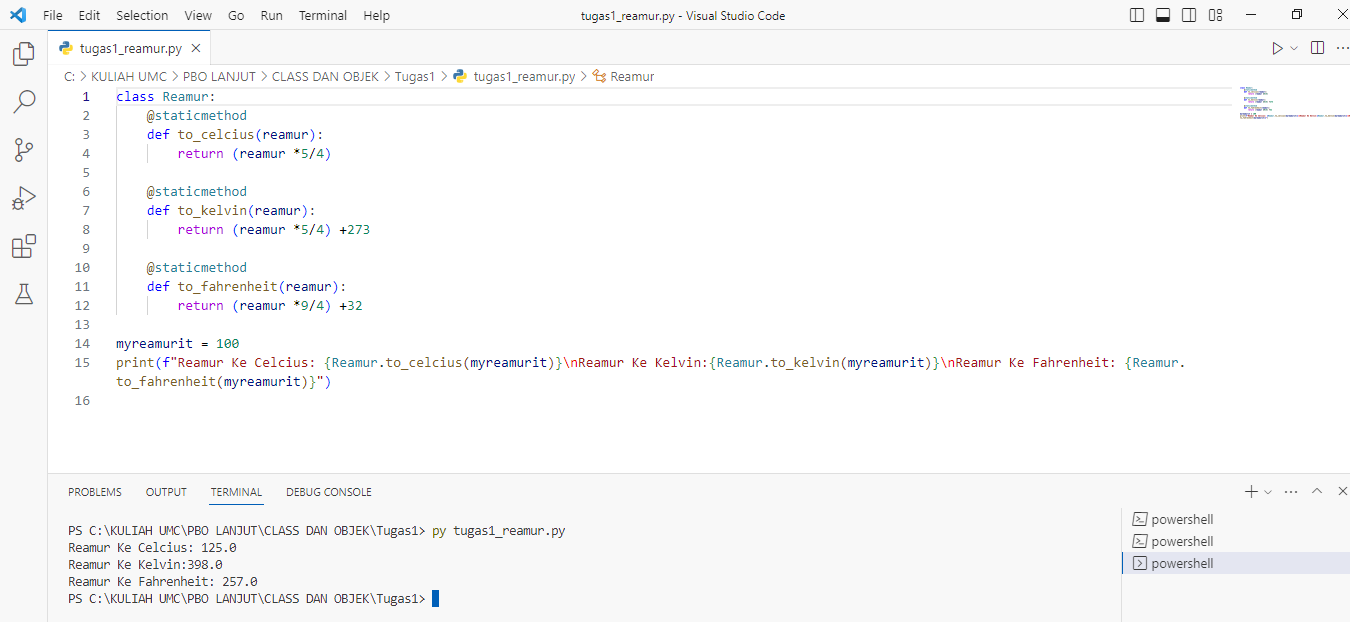 File Edit Selection View Go Run Terminal Help tugas1_reamur.py - Visual Studio Code
tugas1_reamur.py
C: > KULIAH UMC > PBO LANJUT > CLASS DAN OBJEK > Tugas1 > tugas1_reamur.py > Reamur
1 class Reamur:
2     @staticmethod
3     def to_celcius(reamur):
4         return (reamur *5/4)
5
6     @staticmethod
7     def to_kelvin(reamur):
8         return (reamur *5/4) +273
9
10     @staticmethod
11     def to_fahrenheit(reamur):
12         return (reamur *9/4) +32
13
14 myreamurit = 100
15 print(f"Reamur Ke Celcius: {Reamur.to_celcius(myreamurit)}\nReamur Ke Kelvin:{Reamur.to_kelvin(myreamurit)}\nReamur Ke Fahrenheit: {Reamur.
to_fahrenheit(myreamurit)}")
16
PROBLEMS OUTPUT TERMINAL DEBUG CONSOLE
PS C:\KULIAH UMC\PBO LANJUT\CLASS DAN OBJEK\Tugas1> py tugas1_reamur.py
Reamur Ke Celcius: 125.0
Reamur Ke Kelvin:398.0
Reamur Ke Fahrenheit: 257.0
PS C:\KULIAH UMC\PBO LANJUT\CLASS DAN OBJEK\Tugas1>
powershell
powershell
powershell